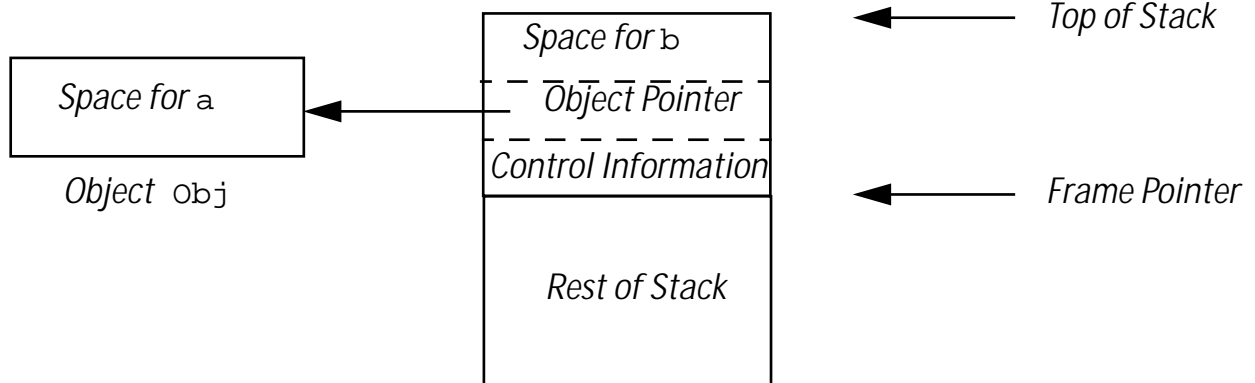 Top of Stack
Space for b
Space for a
Object Pointer
Control Information
Object Obj
Frame Pointer
Rest of Stack